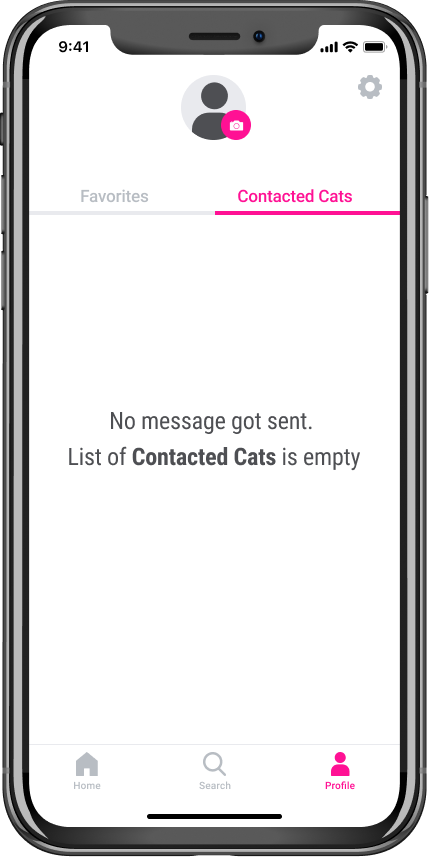 9:41
Favorites
Contacted Cats
No message got sent.
List of Contacted Cats is empty
Home
Search
Profile